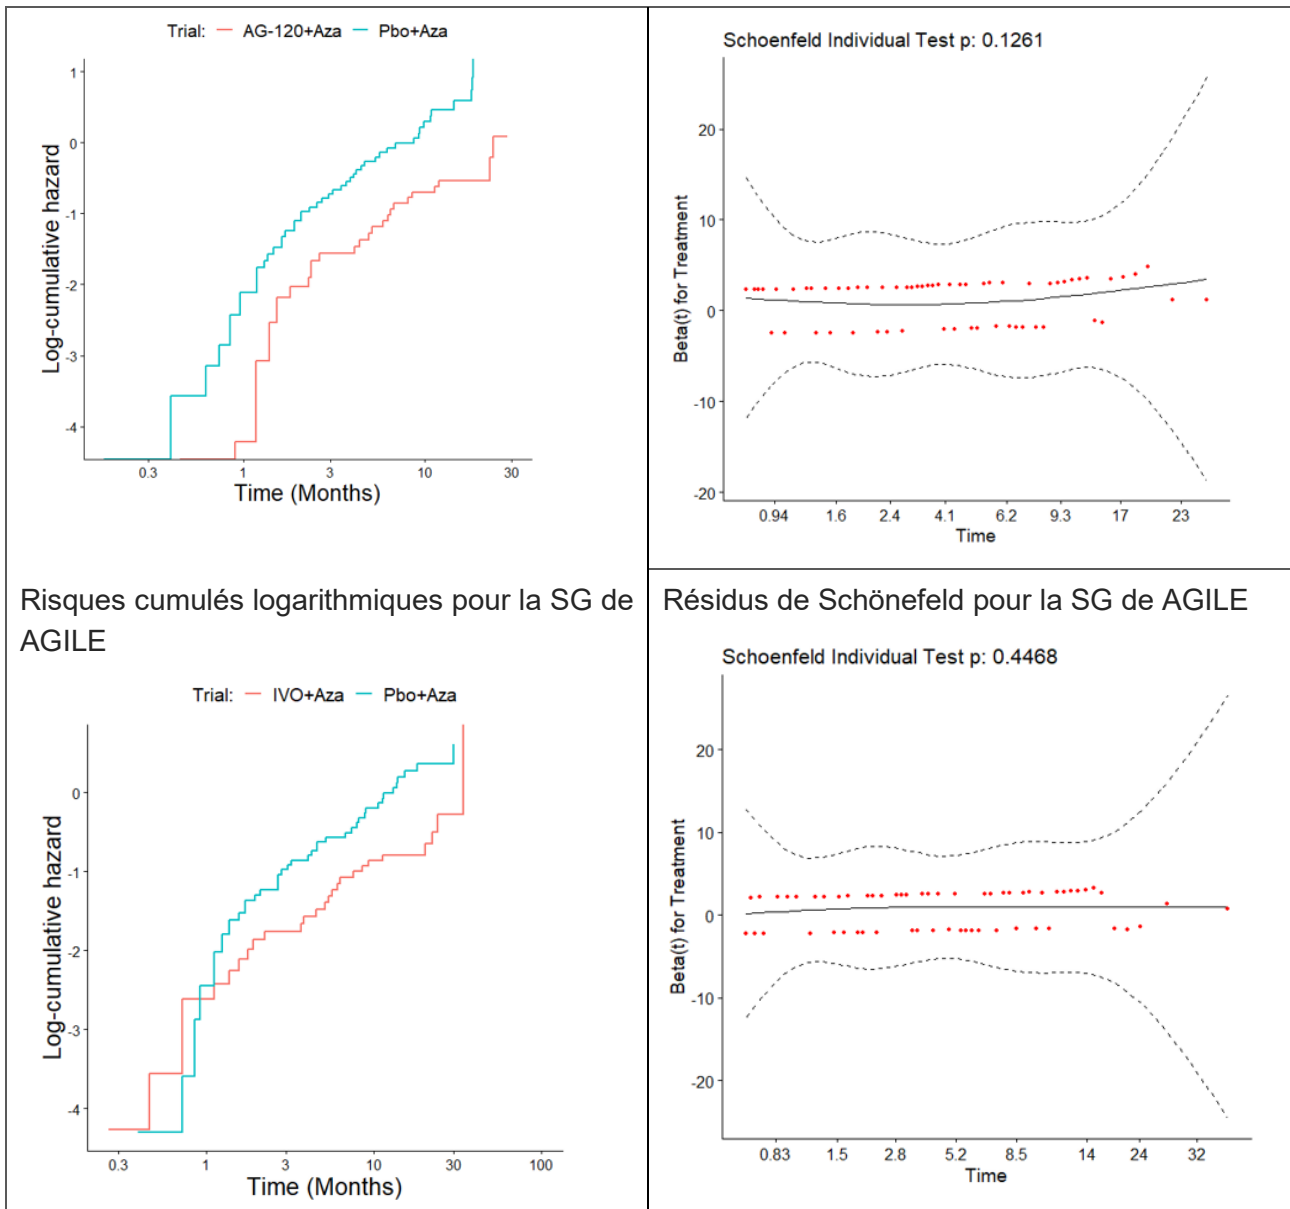 Trial: AG-120+Aza Pbo+Aza
1
0
-1
-2
-3
-4
Log-cumulative hazard
0.3 1 3 10 30
Time (Months)
Schoenfeld Individual Test p: 0.1261
20
10
0
-10
-20
Beta(t) for Treatment
0.94 1.6 2.4 4.1 6.2 9.3 17 23
Time
Risques cumulés logarithmiques pour la SG de
AGILE
Résidus de Schönefeld pour la SG de AGILE
Trial: IVO+Aza Pbo+Aza
0
-1
-2
-3
-4
Log-cumulative hazard
0.3 1 3 10 30 100
Time (Months)
Schoenfeld Individual Test p: 0.4468
20
10
0
-10
-20
Beta(t) for Treatment
0.83 1.5 2.8 5.2 8.5 14 24 32
Time